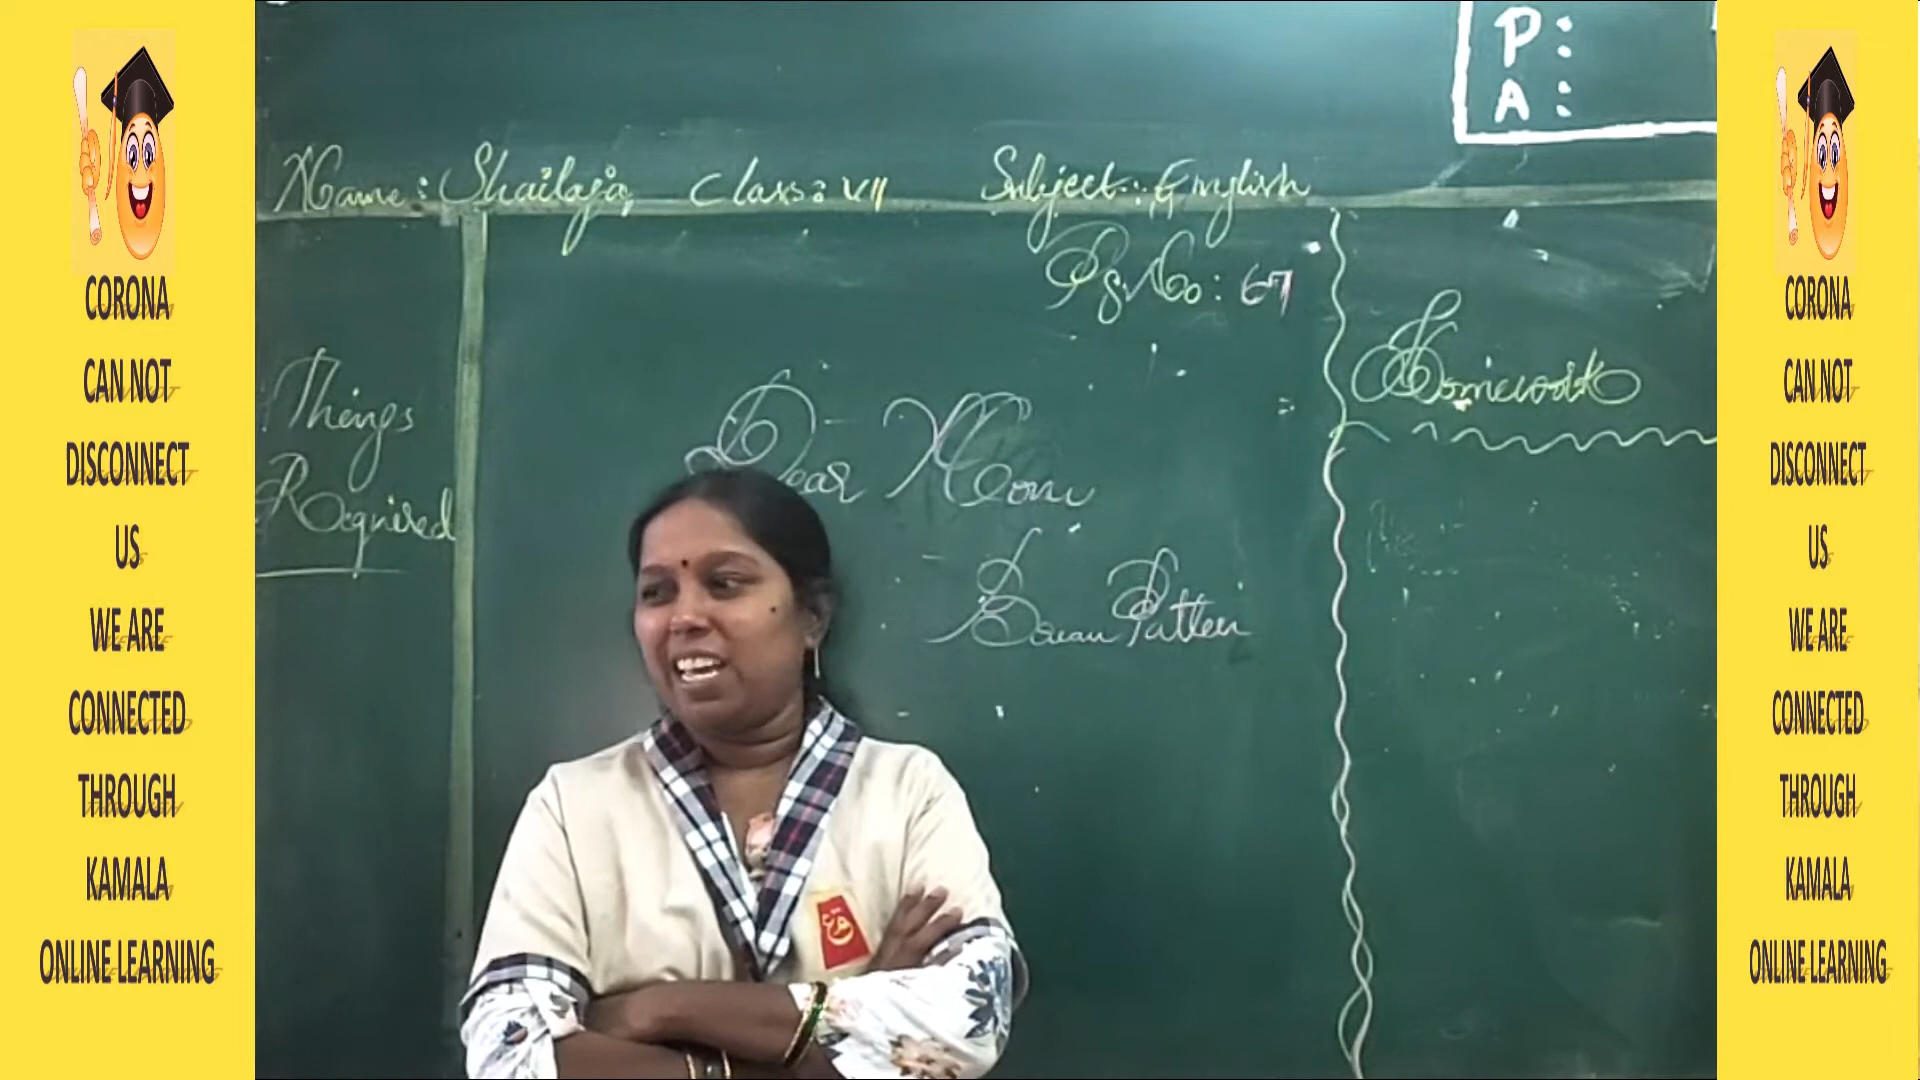 CORONA
CAN NOT
DISCONNECT
US
WE ARE
CONNECTED
THROUGH
KAMALA
ONLINE LEARNING
P:
A:
Name: Shailaja Class: VII Subject: English
Pg.No: 67
Things
Required
Dear Mom
Homework
CORONA
CAN NOT
DISCONNECT
US
WE ARE
CONNECTED
THROUGH
KAMALA
ONLINE LEARNING